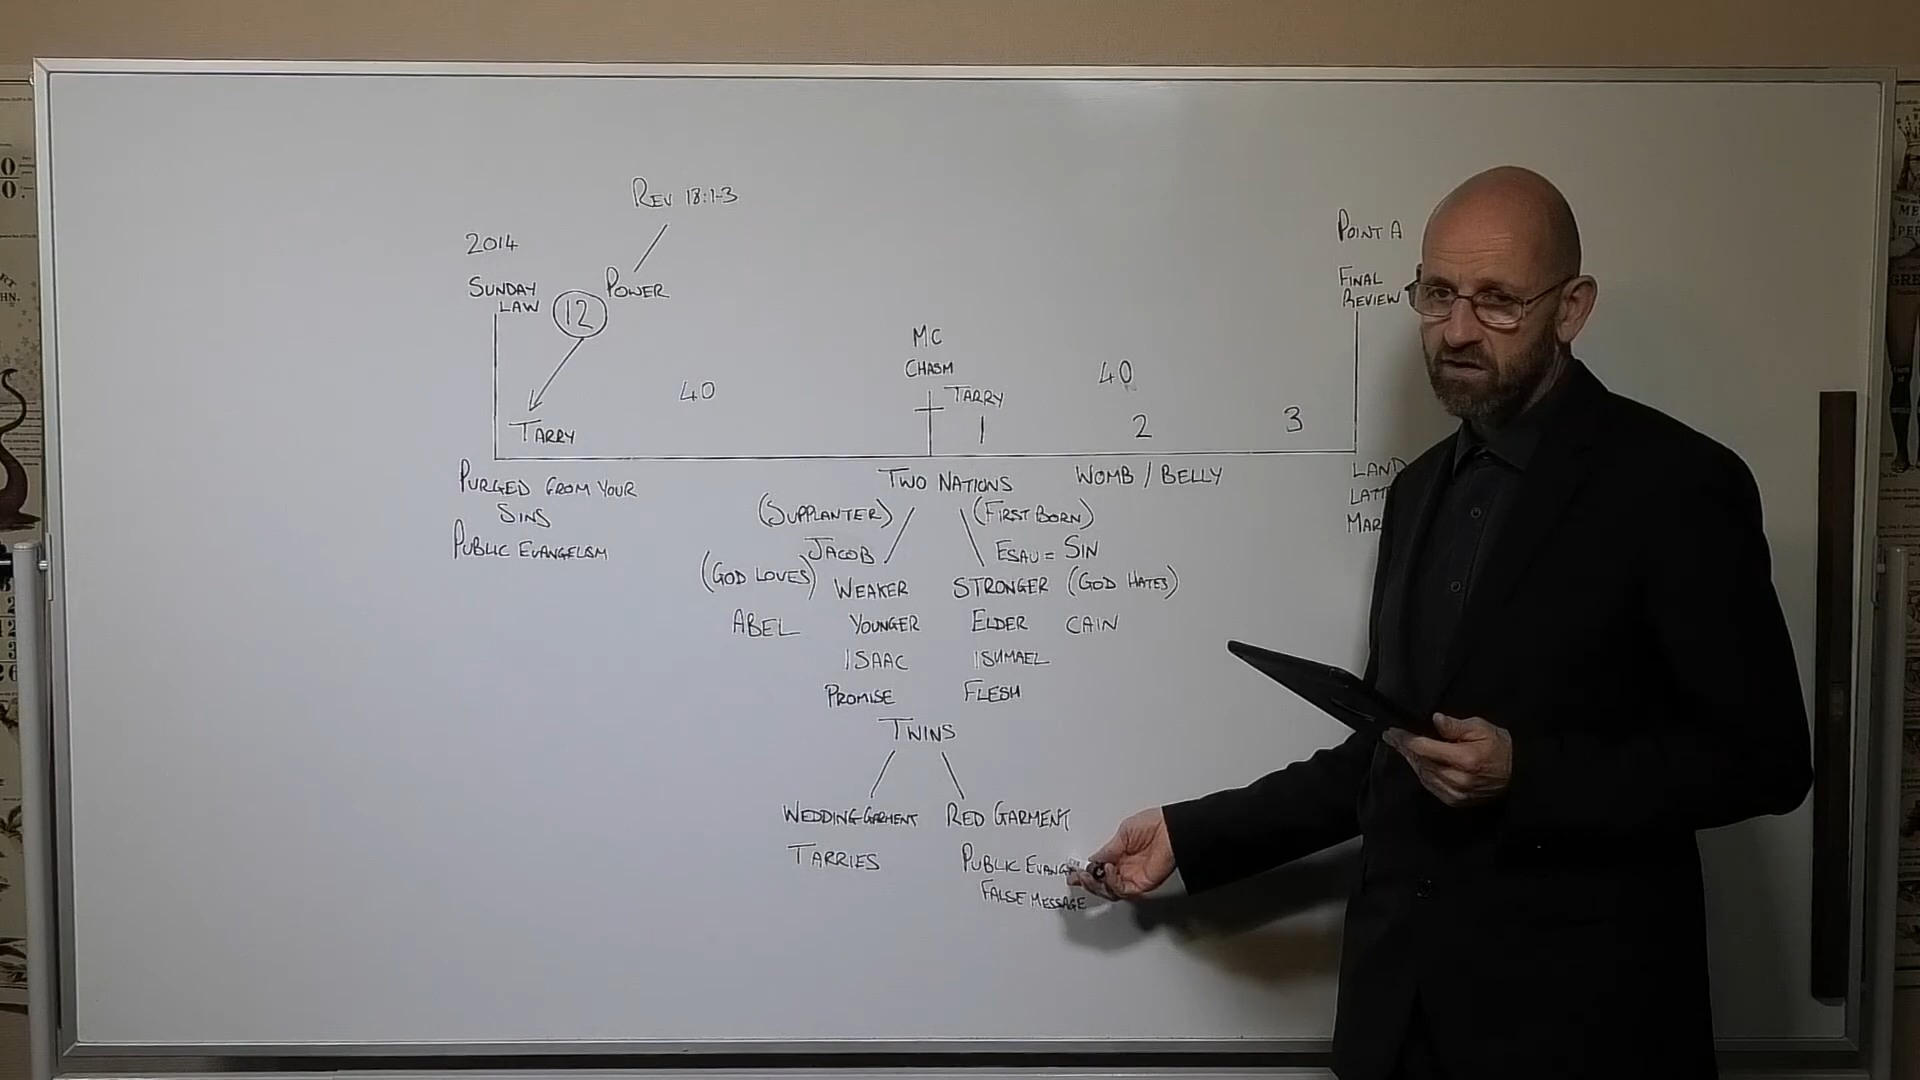 Rev 18:1-3
2014
Sunday
Law
12
Power
Point A
Final
Review
MC
Chasm
40
40
Tarry
1
2
3
Tarry
Purged from your
Sins
Public Evangelism
Two Nations
Womb / Belly
Land
(Supplanter)
(First Born)
Jacob
Esau = Sin
(God Loves)
Weaker
Stronger
(God Hates)
Abel
Younger
Elder
Cain
Isaac
Ishmael
Promise
Flesh
Twins
Wedding Garment
Red Garment
Tarries
Public
False Message